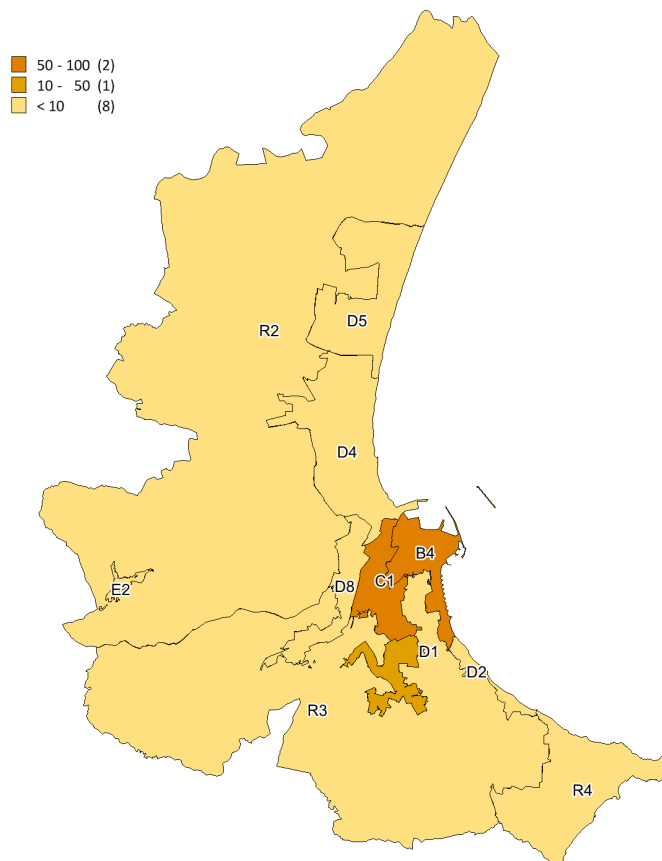 50 - 100 (2)
10 - 50 (1)
< 10 (8)
R2
D5
D4
B4
E2
D8
C1
D1
D2
R3
R4